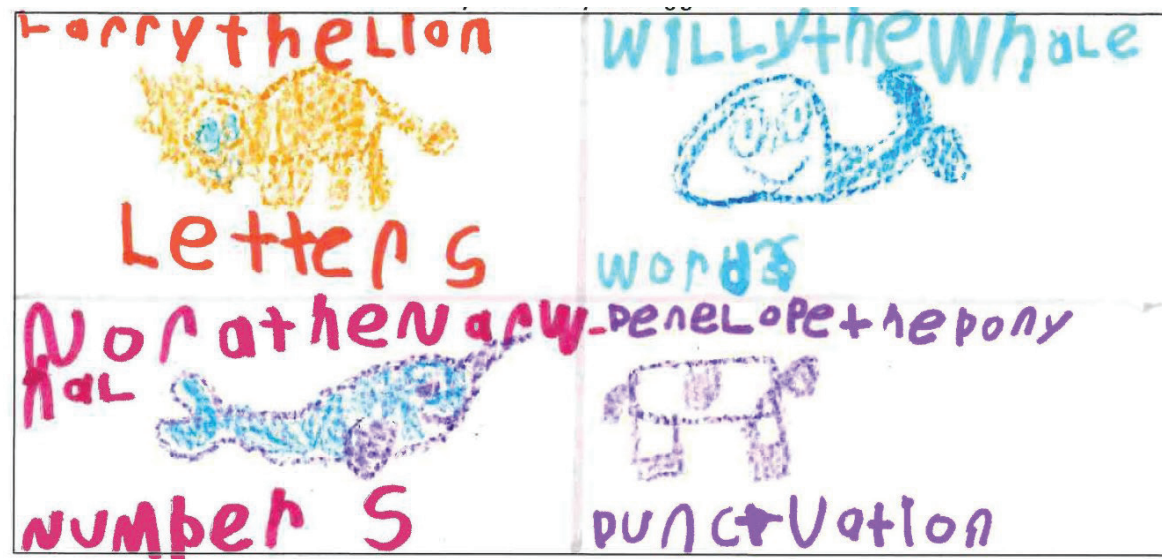 LarrytheLion
WiLLytheWhaLe
Letters
words
NoratheNarw-
haL
peneLopethepony
numbers
punctuation